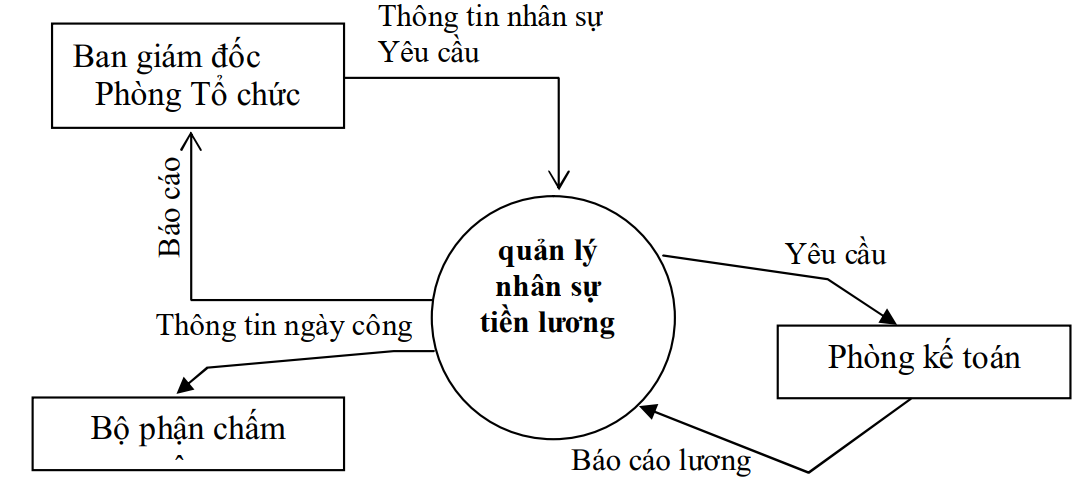 Thông tin nhân sự
Yêu cầu
Ban giám đốc
Phòng Tổ chức
Báo cáo
quản lý
nhân sự
tiền lương
Yêu cầu
Thông tin ngày công
Phòng kế toán
Bộ phận chấm
Báo cáo lương